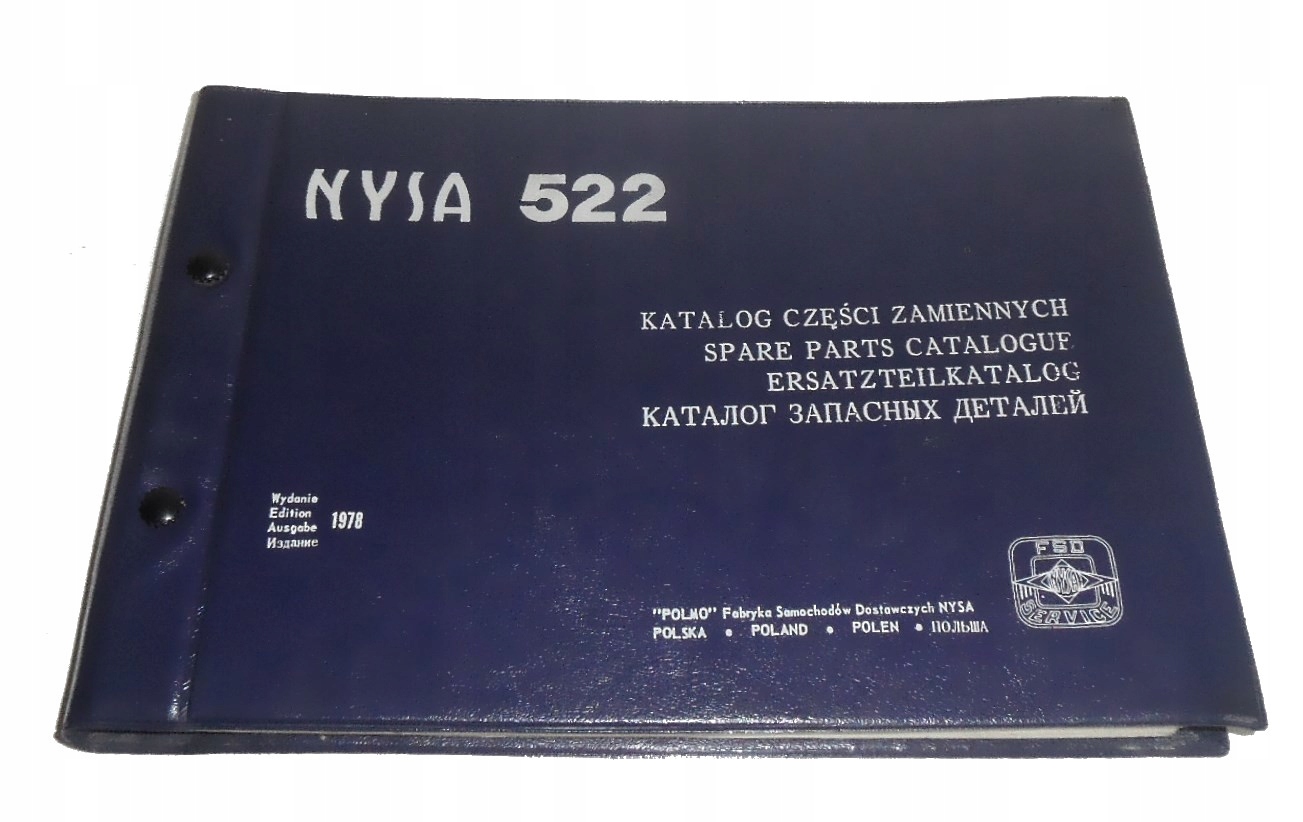 NYSA 522
KATALOG CZĘŚCI ZAMIENNYCH
SPARE PARTS CATALOGUE
ERSATZTEILKATALOG
КАТАЛОГ ЗАПАСНЫХ ДЕТАЛЕЙ
Wydanie
Edition
Ausgabe
Издание
1978
FSD
NYSA
SERVICE
"POLMO" Fabryka Samochodów Dostawczych NYSA
POLSKA • POLAND • POLEN • ПОЛЬША